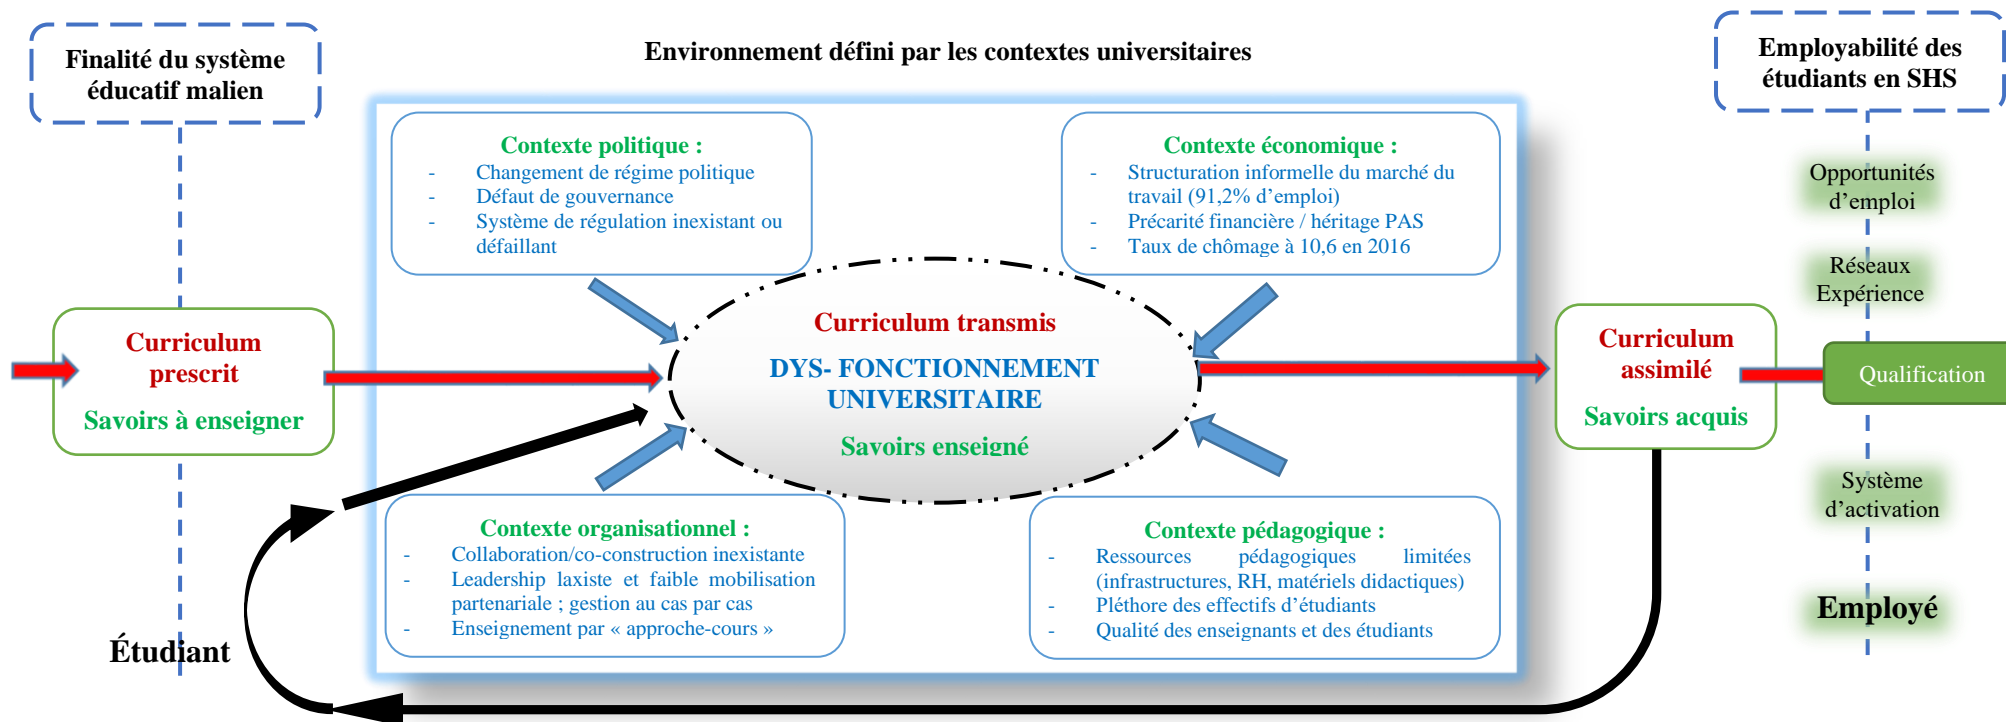 Finalité du système
éducatif malien
Environnement défini par les contextes universitaires
Employabilité des
étudiants en SHS
Contexte politique :
- Changement de régime politique
- Défaut de gouvernance
- Système de régulation inexistant ou
défaillant
Contexte économique :
- Structuration informelle du marché du
travail (91,2% d’emploi)
- Précarité financière / héritage PAS
- Taux de chômage à 10,6 en 2016
Opportunités
d’emploi
Réseaux
Expérience
Curriculum
prescrit
Savoirs à enseigner
Curriculum transmis
DYS- FONCTIONNEMENT
UNIVERSITAIRE
Savoirs enseigné
Curriculum
assimilé
Savoirs acquis
Qualification
Contexte organisationnel :
- Collaboration/co-construction inexistante
- Leadership laxiste et faible mobilisation
partenariale ; gestion au cas par cas
- Enseignement par « approche-cours »
Contexte pédagogique :
- Ressources pédagogiques limitées
(infrastructures, RH, matériels didactiques)
- Pléthore des effectifs d’étudiants
- Qualité des enseignants et des étudiants
Système
d’activation
Employé
Étudiant